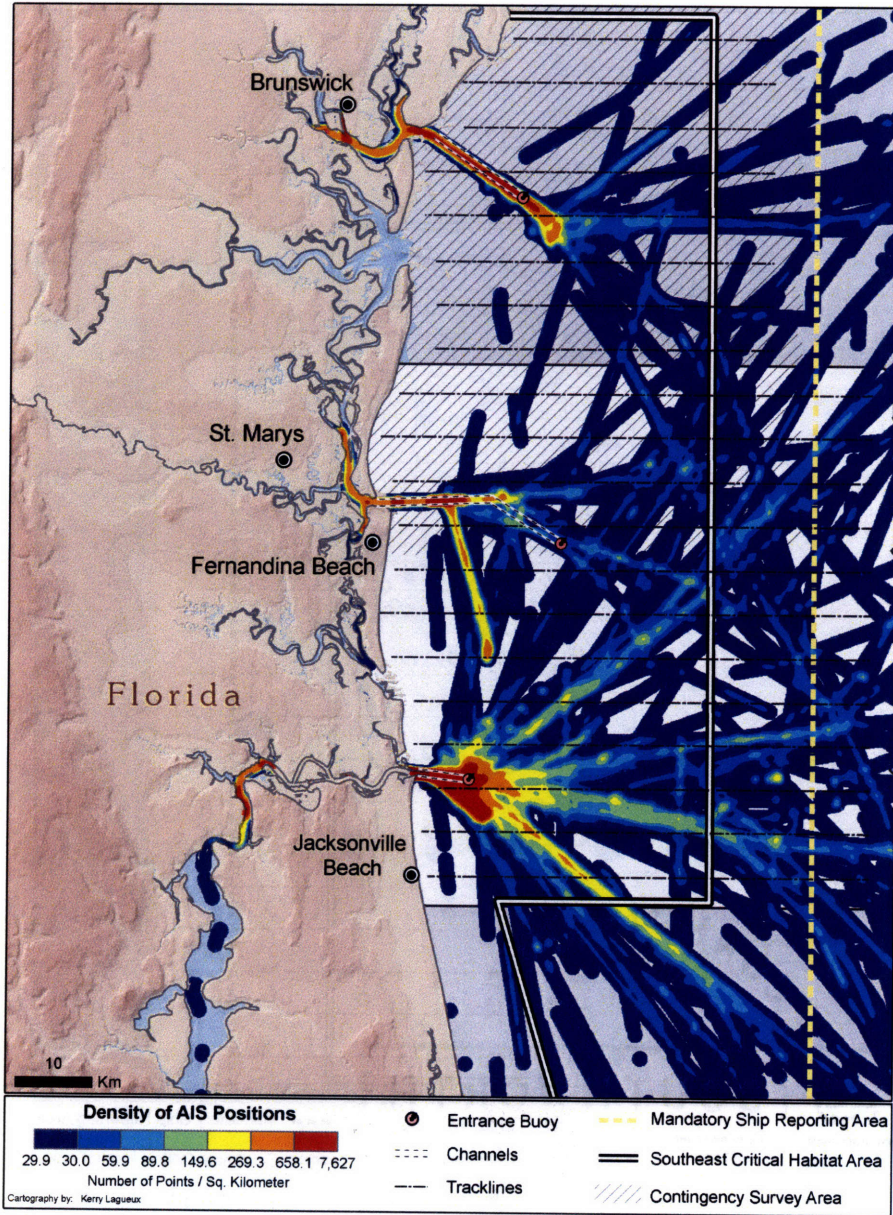 Brunswick
St. Marys
Fernandina Beach
Florida
Jacksonville
Beach
10
Km
Density of AIS Positions
29.9 30.0 59.9 89.8 149.6 269.3 658.1 7,627
Number of Points / Sq. Kilometer
Cartography by: Kerry Lagueux
Entrance Buoy
Channels
Tracklines
Mandatory Ship Reporting Area
Southeast Critical Habitat Area
Contingency Survey Area